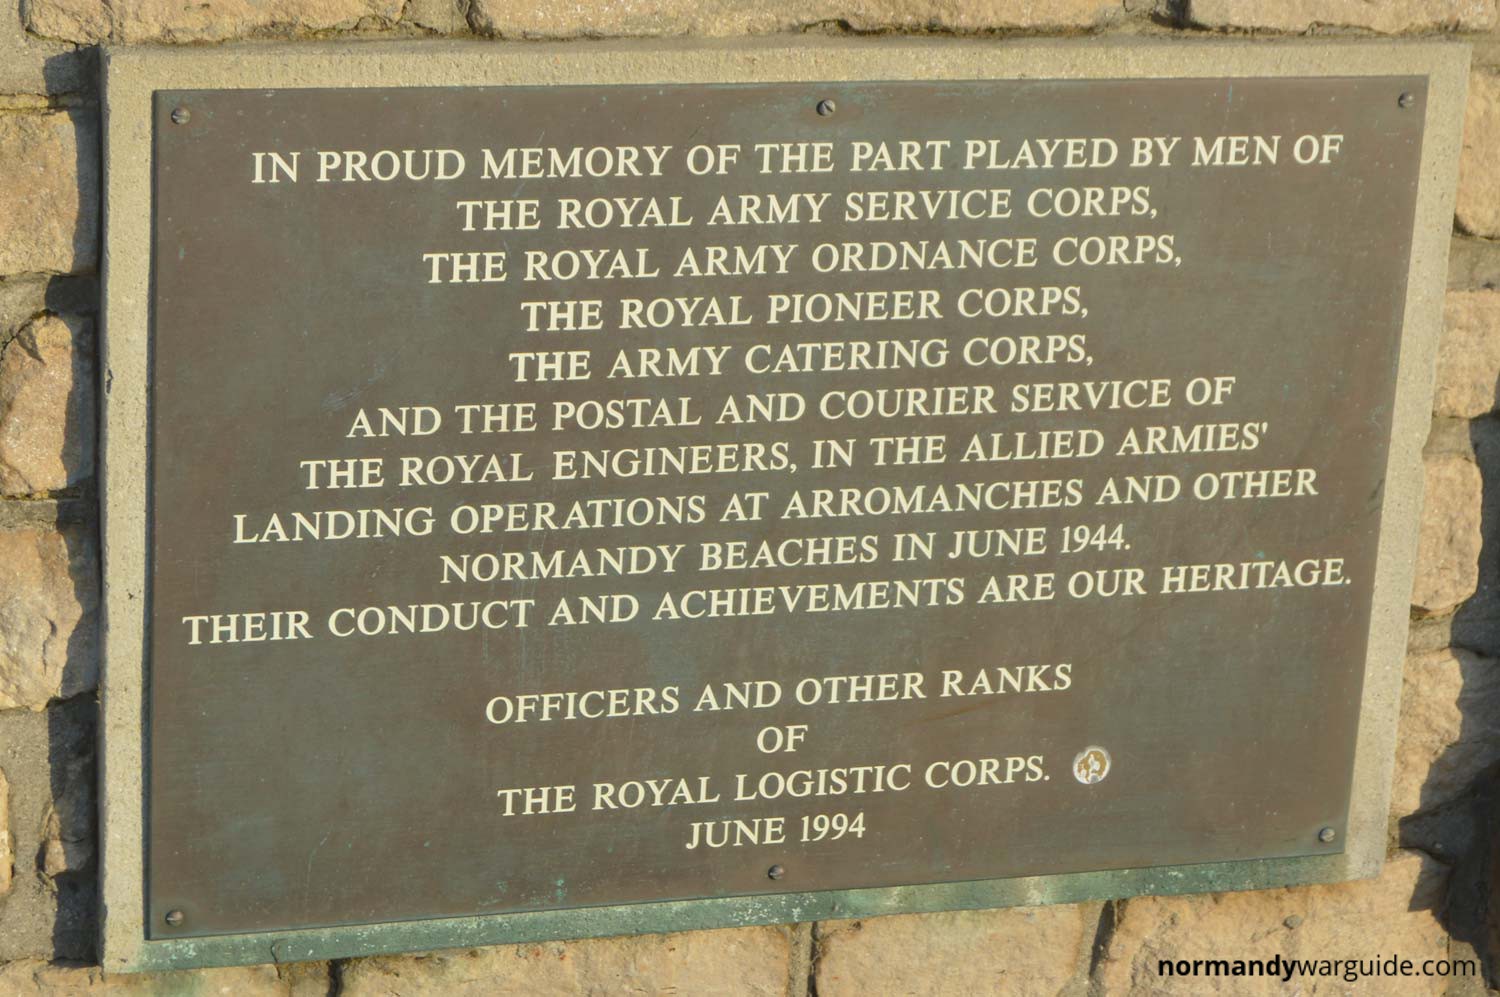 IN PROUD MEMORY OF THE PART PLAYED BY MEN OF
THE ROYAL ARMY SERVICE CORPS,
THE ROYAL ARMY ORDNANCE CORPS,
THE ROYAL PIONEER CORPS,
THE ARMY CATERING CORPS,
AND THE POSTAL AND COURIER SERVICE OF
THE ROYAL ENGINEERS, IN THE ALLIED ARMIES'
LANDING OPERATIONS AT ARROMANCHES AND OTHER
NORMANDY BEACHES IN JUNE 1944.
THEIR CONDUCT AND ACHIEVEMENTS ARE OUR HERITAGE.
OFFICERS AND OTHER RANKS
OF
THE ROYAL LOGISTIC CORPS.
JUNE 1994
normandywarguide.com